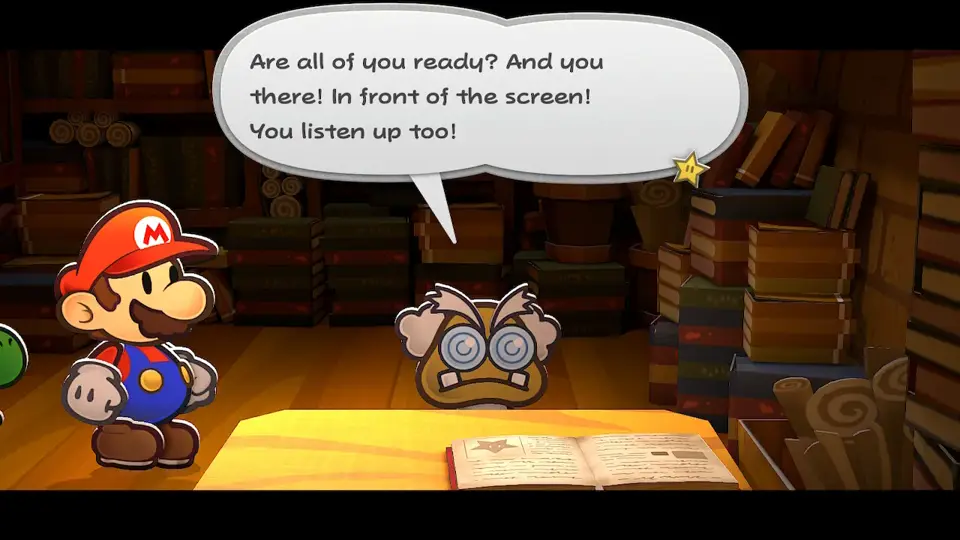 Are all of you ready? And you
there! In front of the screen!
You listen up too!
M